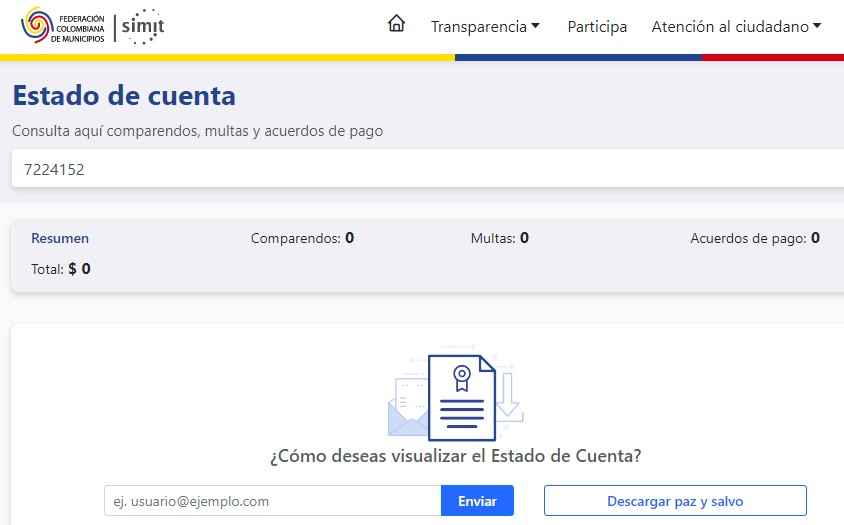 FEDERACIÓN
COLOMBIANA
DE MUNICIPIOS
simit
Transparencia Participa Atención al ciudadano
Estado de cuenta
Consulta aquí comparendos, multas y acuerdos de pago
7224152
Resumen Comparendos: 0 Multas: 0 Acuerdos de pago: 0
Total: $ 0
¿Cómo deseas visualizar el Estado de Cuenta?
ej. usuario@ejemplo.com Enviar Descargar paz y salvo